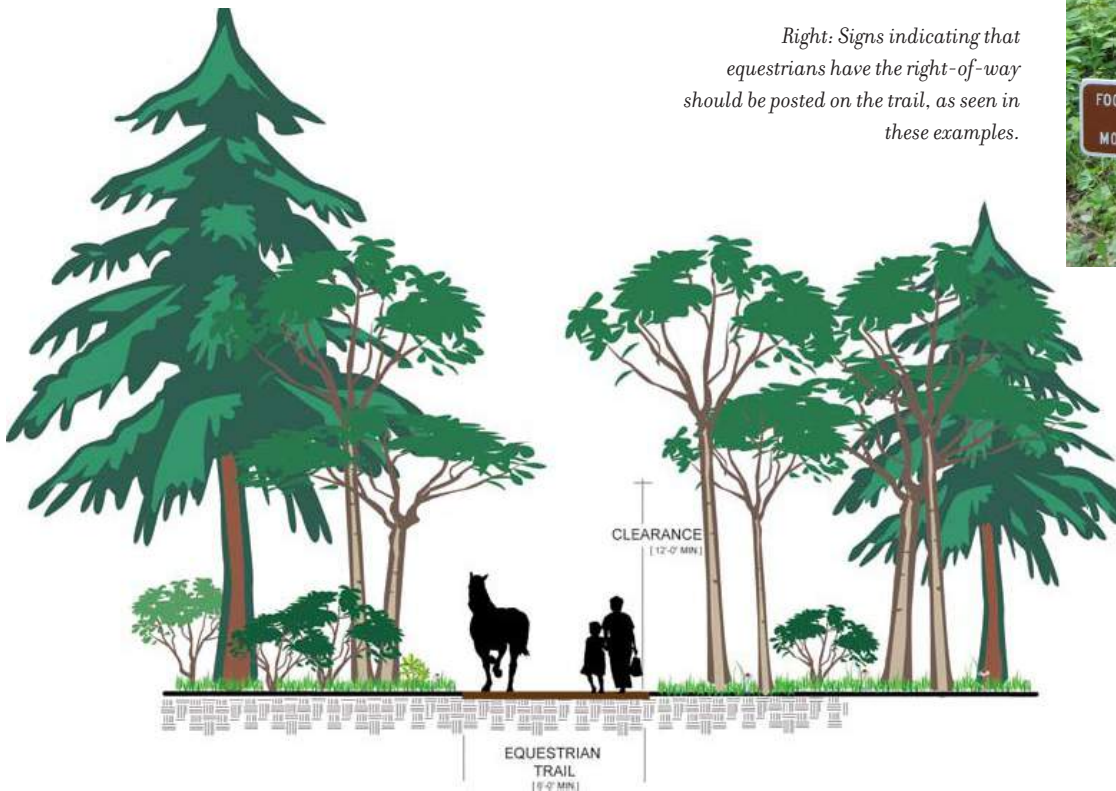 Right: Signs indicating that
equestrians have the right-of-way
should be posted on the trail, as seen in
these examples.
CLEARANCE
[ 12'-0" MIN.]
EQUESTRIAN
TRAIL
MIN.]